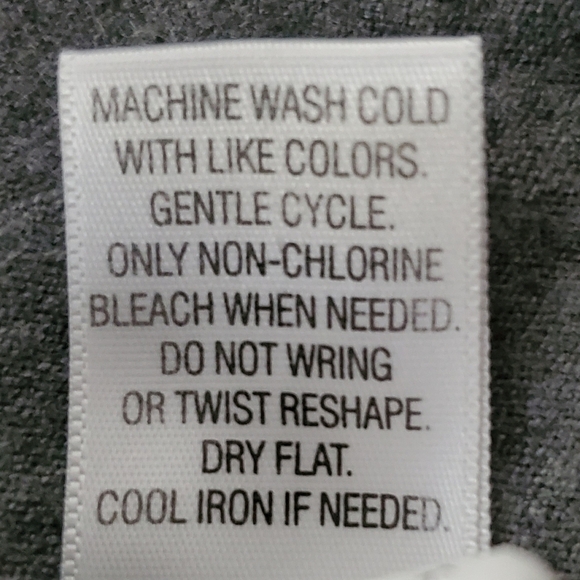 MACHINE WASH COLD
WITH LIKE COLORS.
GENTLE CYCLE.
ONLY NON-CHLORINE
BLEACH WHEN NEEDED.
DO NOT WRING
OR TWIST RESHAPE.
DRY FLAT.
COOL IRON IF NEEDED.